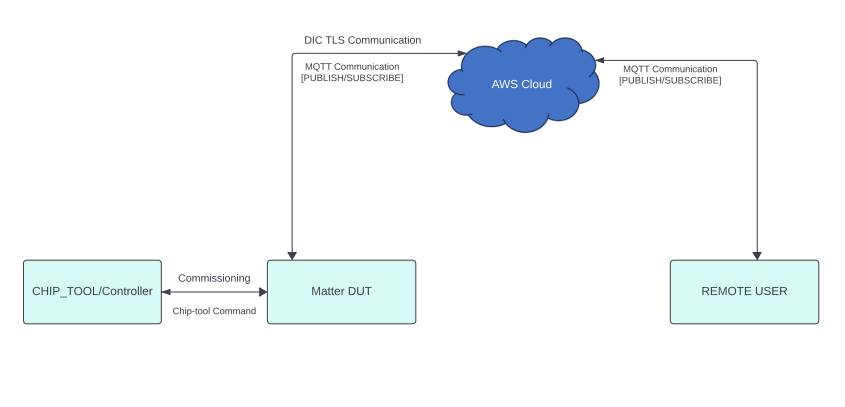 DIC TLS Communication
MQTT Communication
[PUBLISH/SUBSCRIBE]
AWS Cloud
MQTT Communication
[PUBLISH/SUBSCRIBE]
CHIP_TOOL/Controller
Commissioning
Chip-tool Command
Matter DUT
REMOTE USER